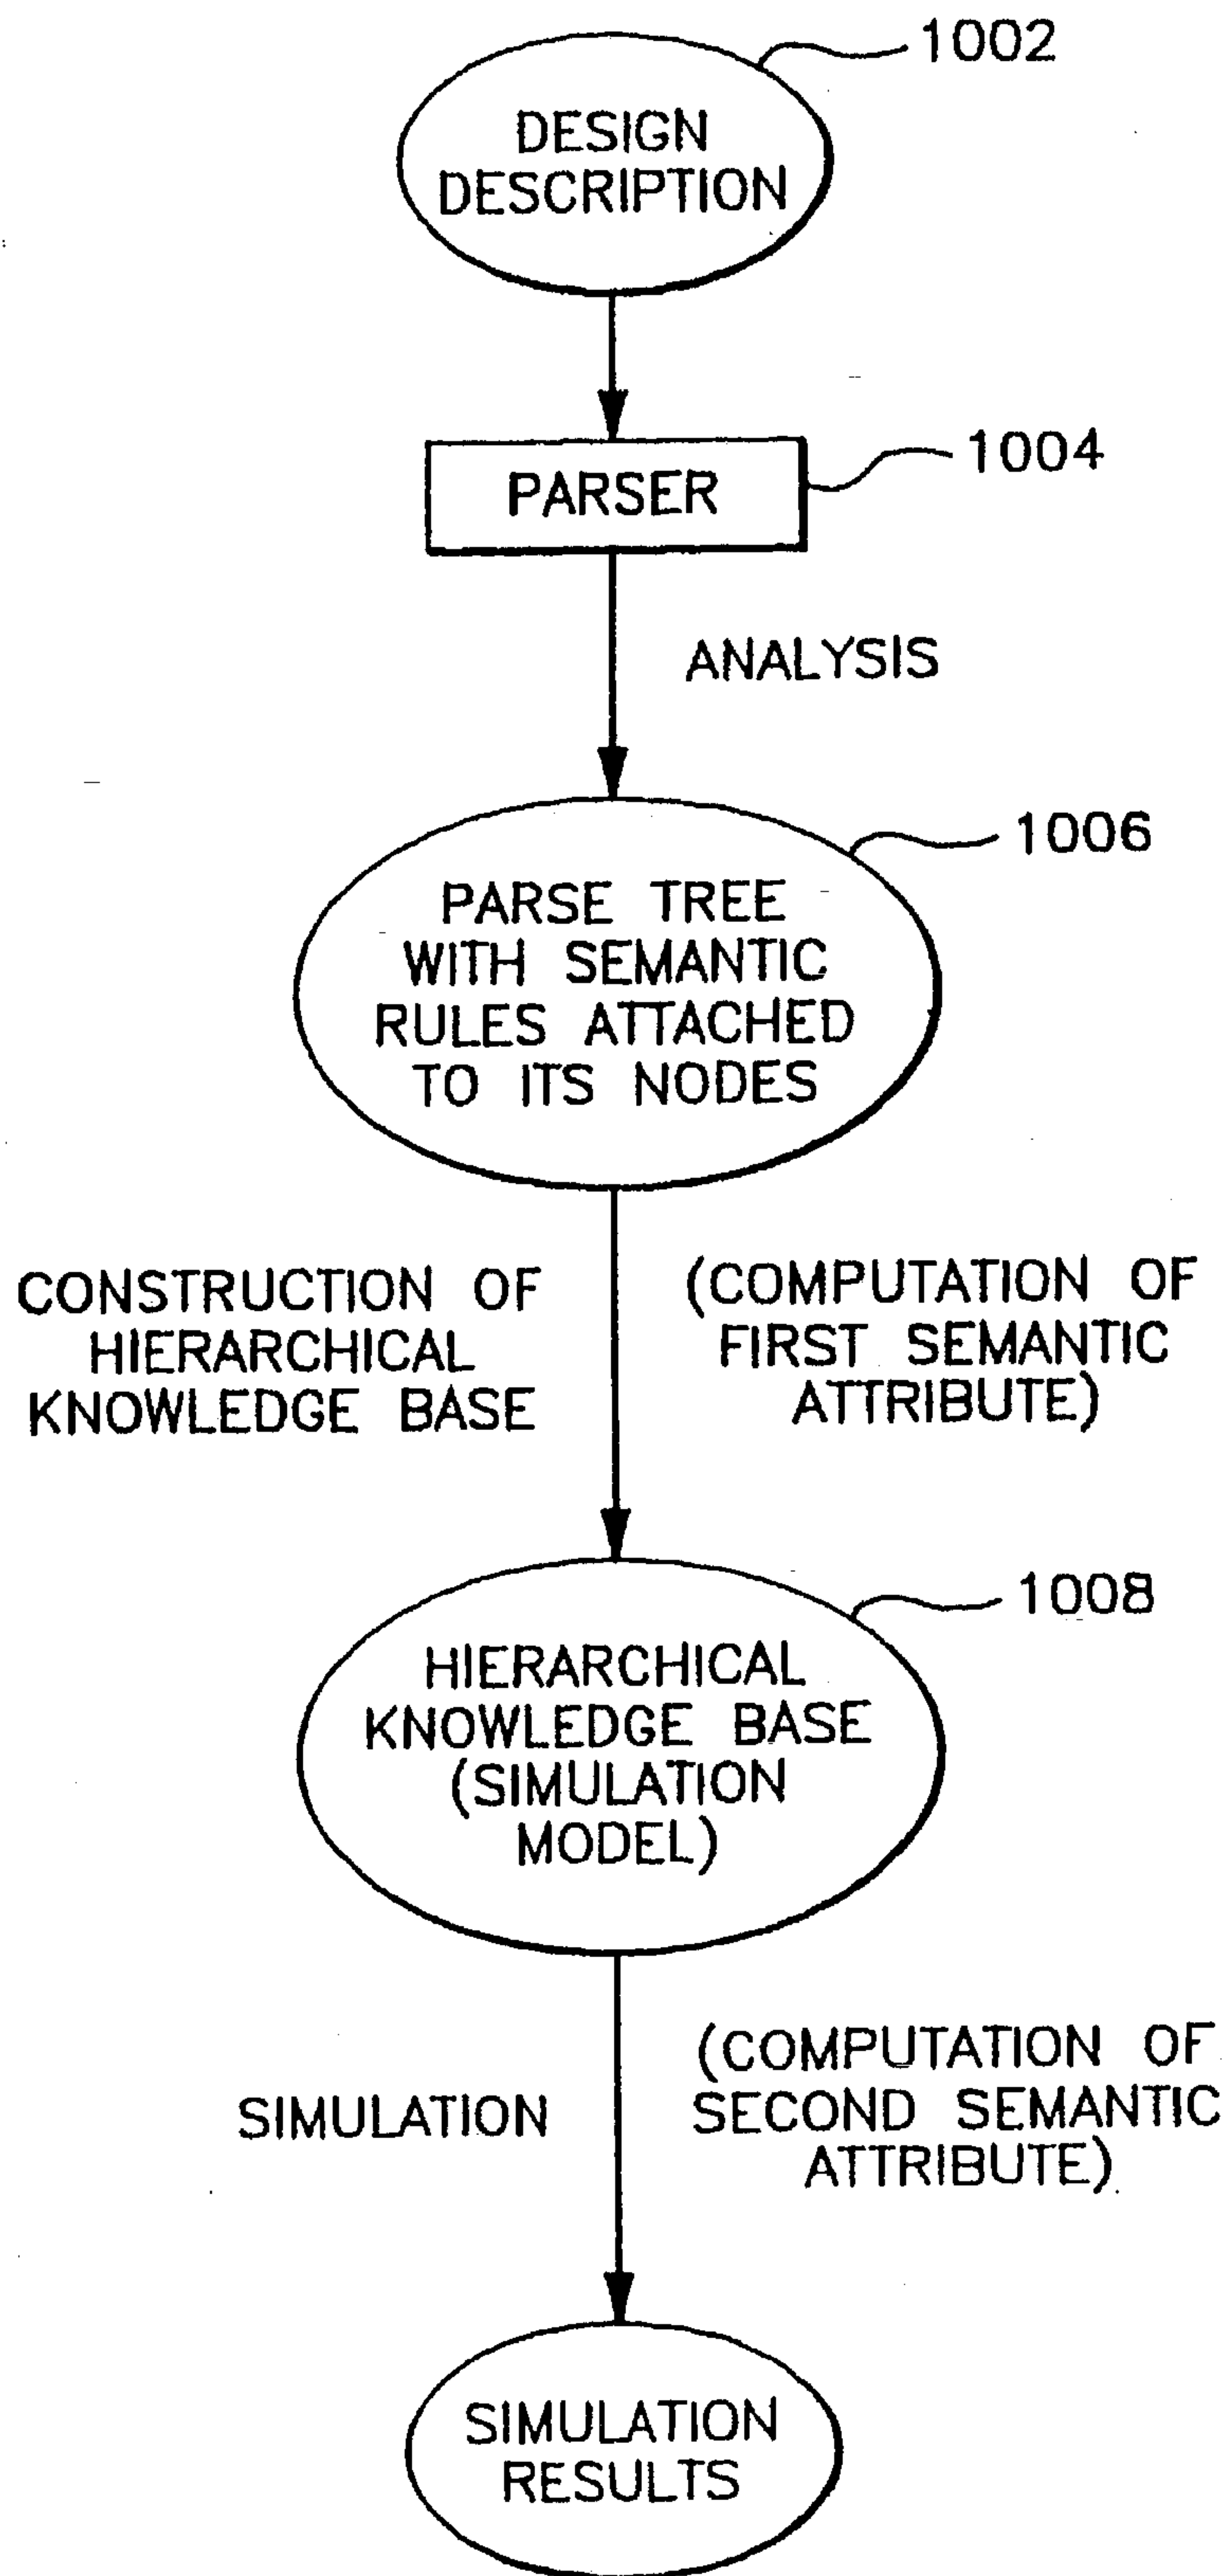 1002
DESIGN
DESCRIPTION
1004
PARSER
ANALYSIS
1006
PARSE TREE
WITH SEMANTIC
RULES ATTACHED
TO ITS NODES
CONSTRUCTION OF
HIERARCHICAL
KNOWLEDGE BASE
(COMPUTATION OF
FIRST SEMANTIC
ATTRIBUTE)
1008
HIERARCHICAL
KNOWLEDGE BASE
(SIMULATION
MODEL)
SIMULATION
(COMPUTATION OF
SECOND SEMANTIC
ATTRIBUTE)
SIMULATION
RESULTS